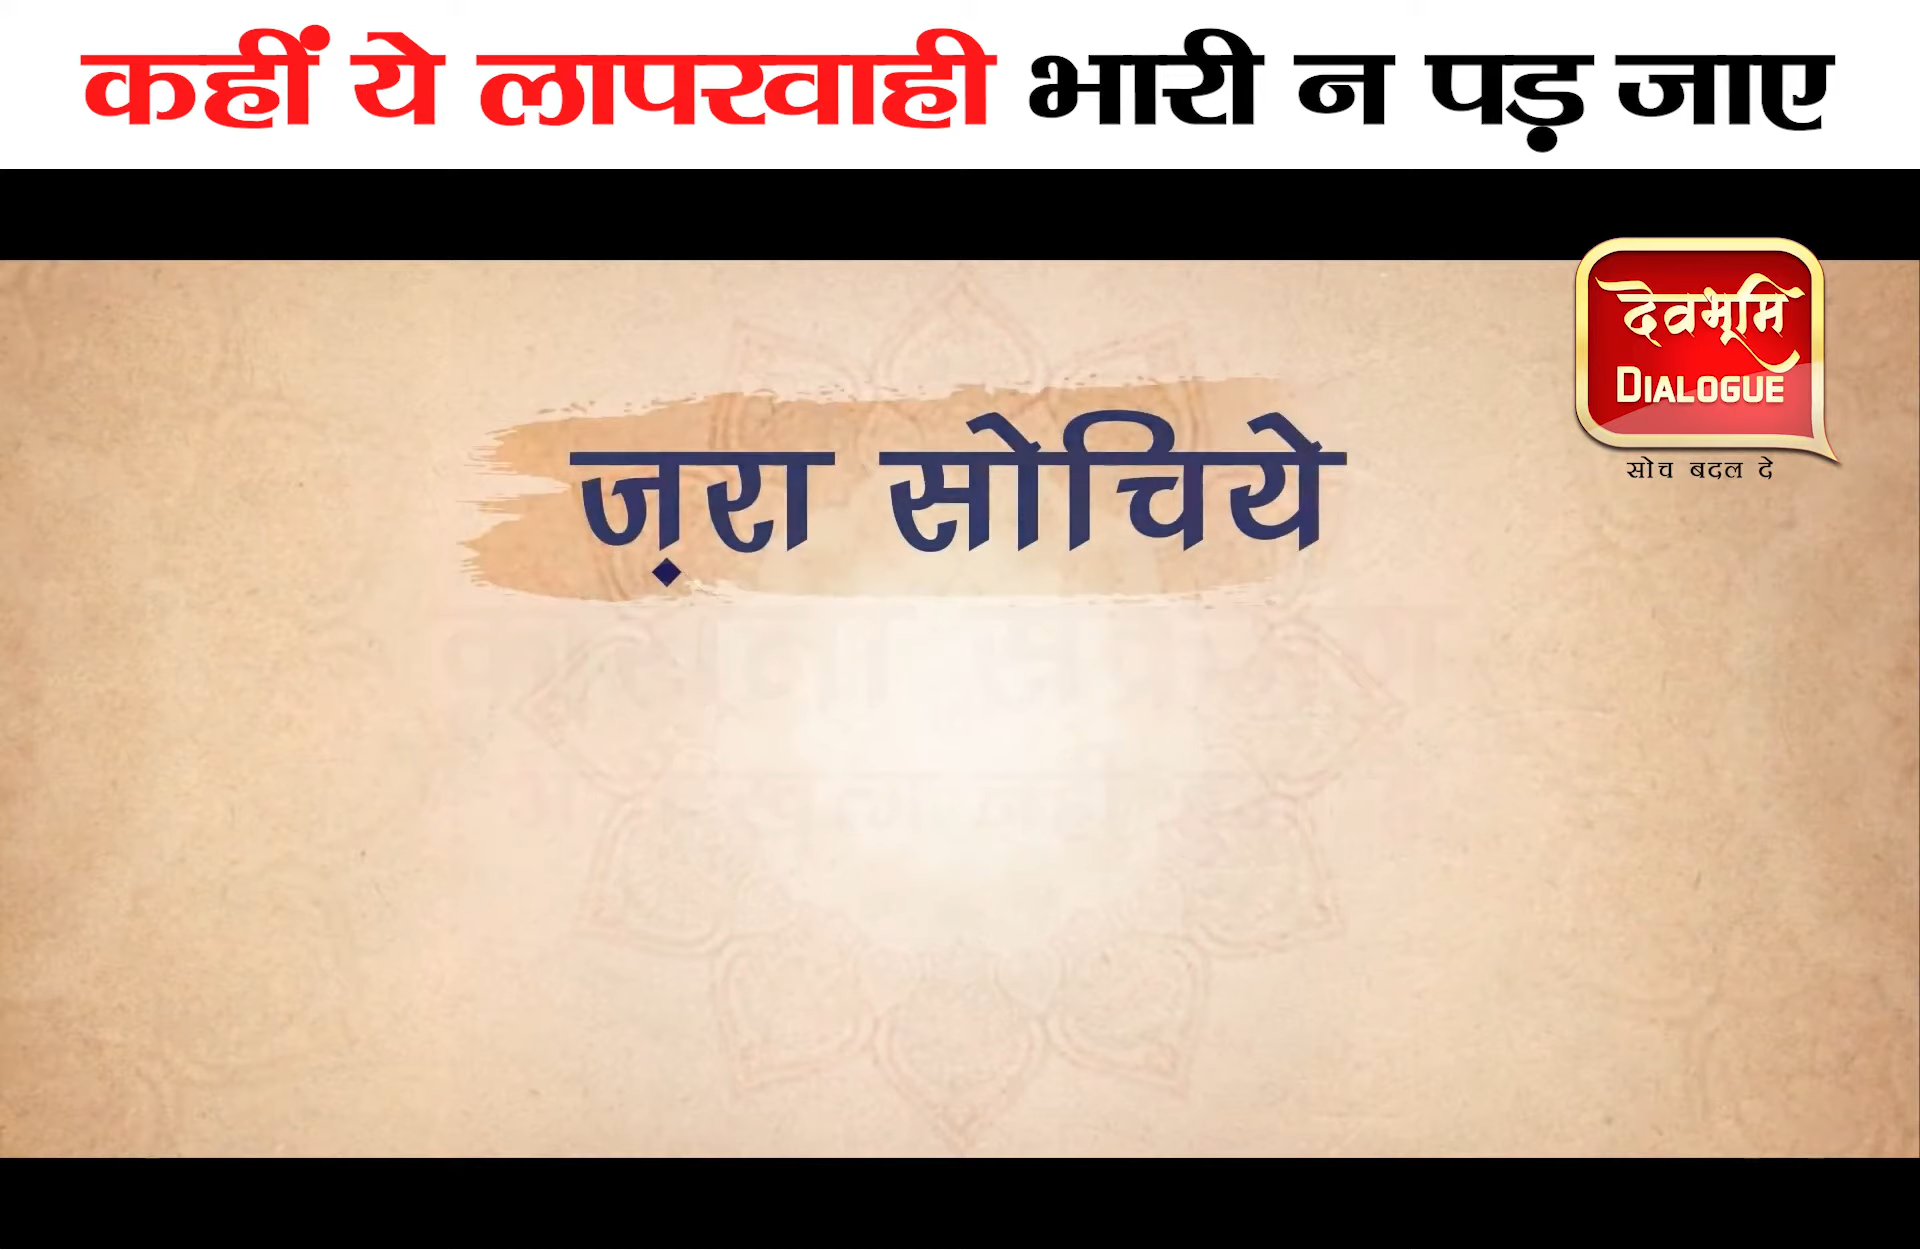 कहीं ये लापरवाही भारी न पड़ जाए
देवभूमि
DIALOGUE
सोच बदल दे
ज़रा सोचिये